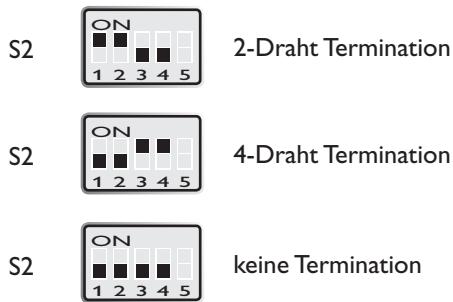 ON
S2 2-Draht Termination
1 2 3 4 5
ON
S2 4-Draht Termination
1 2 3 4 5
ON
S2 keine Termination
1 2 3 4 5